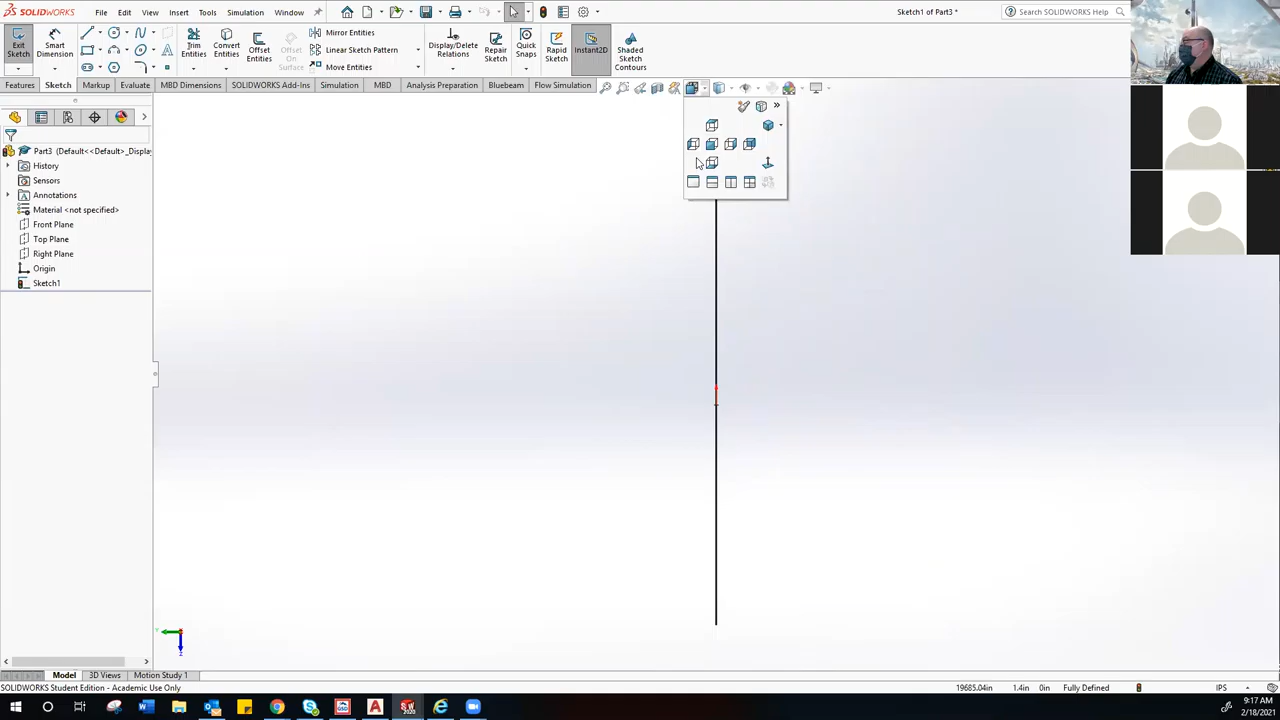 SOLIDWORKS File Edit View Insert Tools Simulation Window Sketch1 of Part3 * Search SOLIDWORKS Help
Exit Sketch
Smart Dimension
Trim Entities
Convert Entities
Offset Entities
Offset On Surface
Mirror Entities
Linear Sketch Pattern
Move Entities
Display/Delete Relations
Repair Sketch
Quick Snaps
Rapid Sketch
Instant2D
Shaded Sketch Contours
Features Sketch Markup Evaluate MBD Dimensions SOLIDWORKS Add-Ins Simulation MBD Analysis Preparation Bluebeam Flow Simulation
Part3 (Default<<Default>_Display
History
Sensors
Annotations
Material <not specified>
Front Plane
Top Plane
Right Plane
Origin
Sketch1
Model 3D Views Motion Study 1
SOLIDWORKS Student Edition - Academic Use Only 19685.04in 1.4in 0in Fully Defined IPS
9:17 AM
2/18/2021